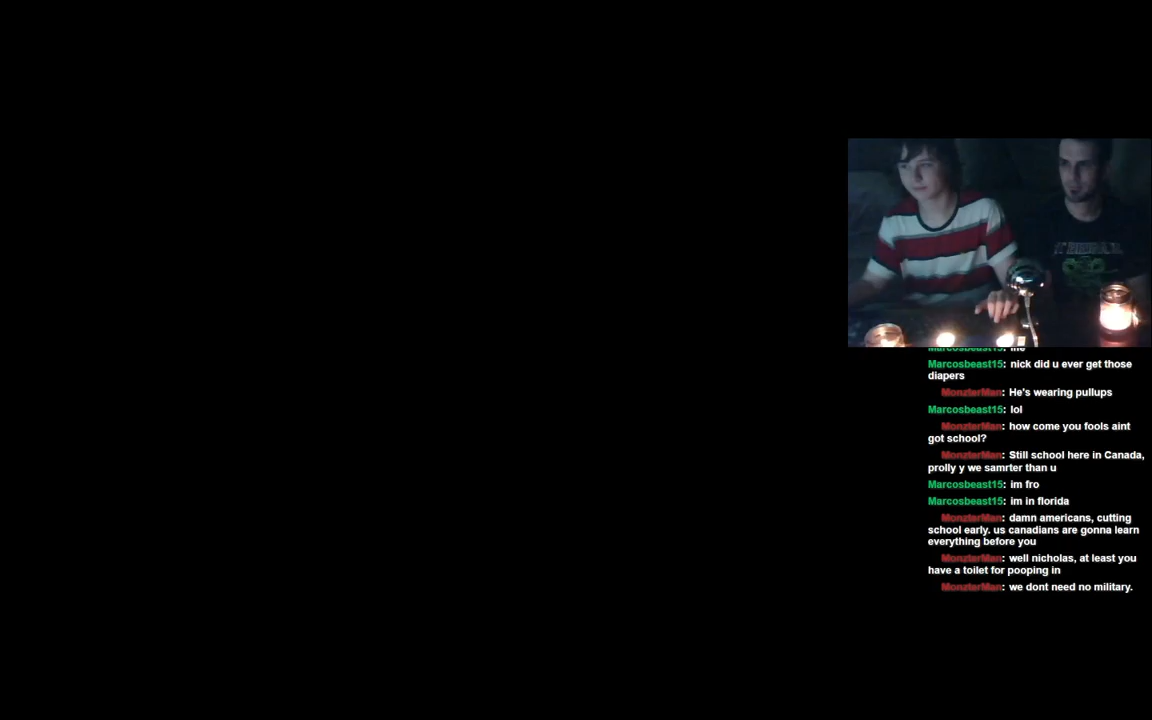 Marcosbeast15: me
Marcosbeast15: nick did u ever get those
diapers
MonzterMan: He's wearing pullups
Marcosbeast15: lol
MonzterMan: how come you fools aint
got school?
MonzterMan: Still school here in Canada,
prolly y we samrter than u
Marcosbeast15: im fro
Marcosbeast15: im in florida
MonzterMan: damn americans, cutting
school early. us canadians are gonna learn
everything before you
MonzterMan: well nicholas, at least you
have a toilet for pooping in
MonzterMan: we dont need no military.